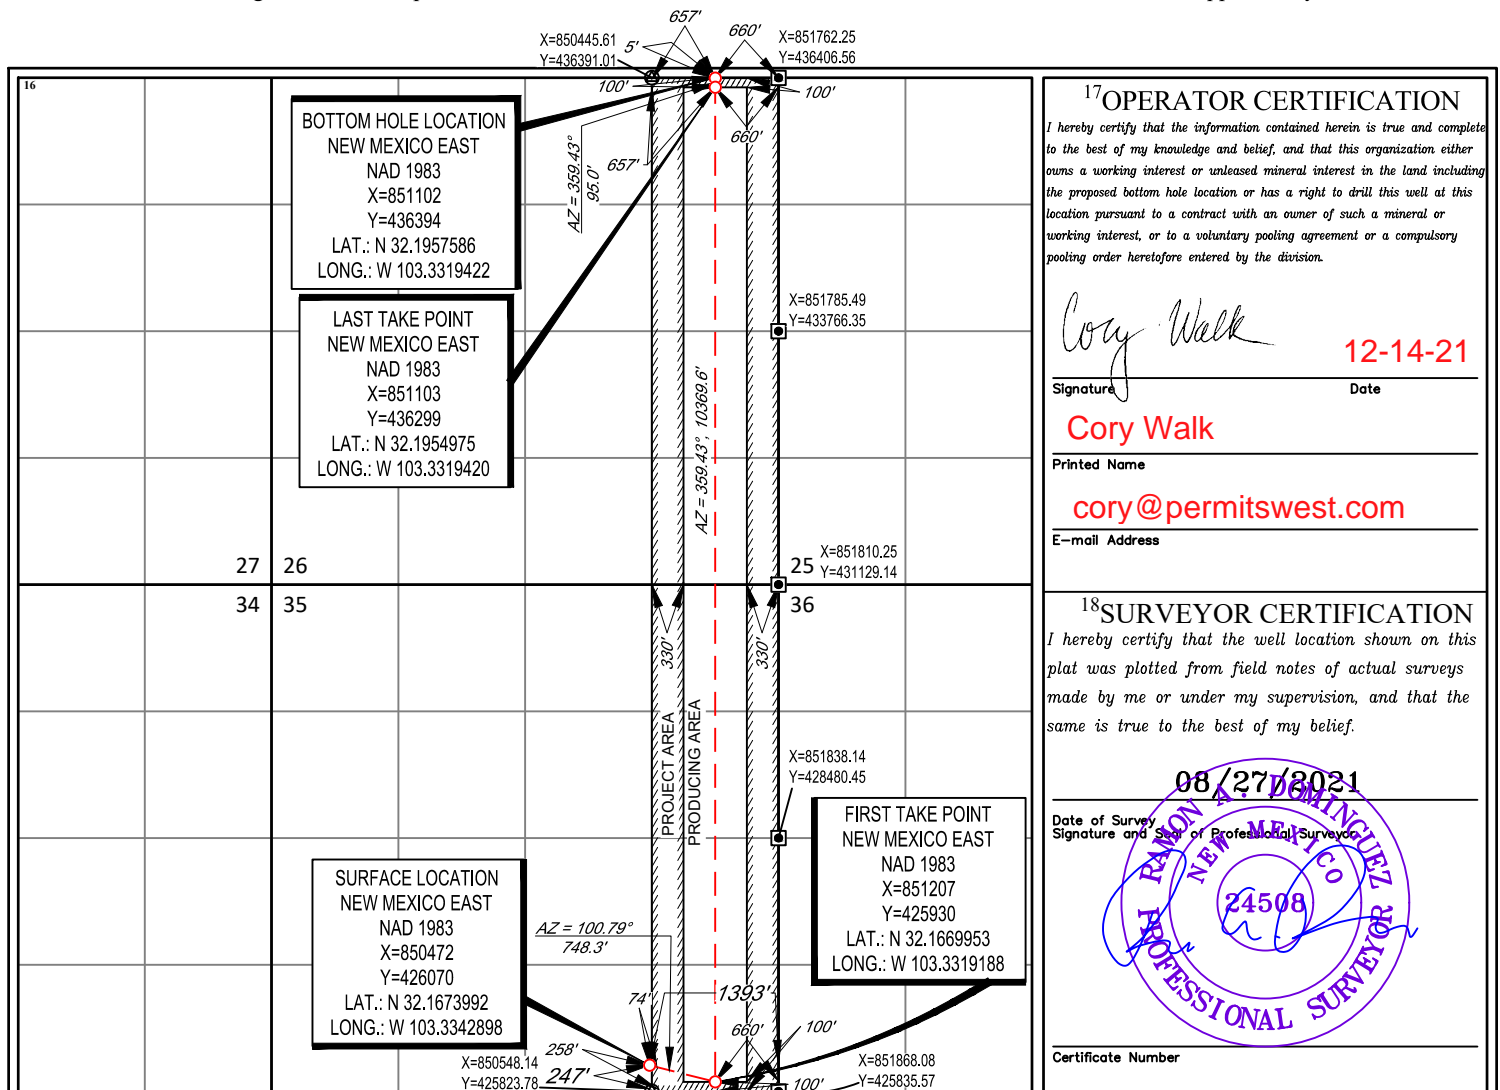 657'
X=850445.61 5' 660' X=851762.25
Y=436391.01 Y=436406.56
16
100' 100'
BOTTOM HOLE LOCATION
NEW MEXICO EAST
NAD 1983
X=851102
Y=436394
LAT.: N 32.1957586
LONG.: W 103.3319422
660'
657'
AZ = 359.43°
95.0'
LAST TAKE POINT
NEW MEXICO EAST
NAD 1983
X=851103
Y=436299
LAT.: N 32.1954975
LONG.: W 103.3319420
X=851785.49
Y=433766.35
AZ = 359.43°, 10369.6'
27 26
25 X=851810.25
Y=431129.14
34 35
36
330' 330'
PROJECT AREA
PRODUCING AREA
X=851838.14
Y=428480.45
FIRST TAKE POINT
NEW MEXICO EAST
NAD 1983
X=851207
Y=425930
LAT.: N 32.1669953
LONG.: W 103.3319188
SURFACE LOCATION
NEW MEXICO EAST
NAD 1983
X=850472
Y=426070
LAT.: N 32.1673992
LONG.: W 103.3342898
AZ = 100.79°
748.3'
74' 1393'
660' 100'
258'
X=850548.14
Y=425823.78 247'
X=851868.08
Y=425835.57
100'
17 OPERATOR CERTIFICATION
I hereby certify that the information contained herein is true and complete
to the best of my knowledge and belief, and that this organization either
owns a working interest or unleased mineral interest in the land including
the proposed bottom hole location or has a right to drill this well at this
location pursuant to a contract with an owner of such a mineral or
working interest, or to a voluntary pooling agreement or a compulsory
pooling order heretofore entered by the division.
Cory Walk
12-14-21
Signature Date
Cory Walk
Printed Name
cory@permitswest.com
E-mail Address
18 SURVEYOR CERTIFICATION
I hereby certify that the well location shown on this
plat was plotted from field notes of actual surveys
made by me or under my supervision, and that the
same is true to the best of my belief.
08/27/2021
Date of Survey
Signature and Seal of Professional Surveyor
RAMON A. DOMINGUEZ
NEW MEXICO
24508
PROFESSIONAL SURVEYOR
Certificate Number